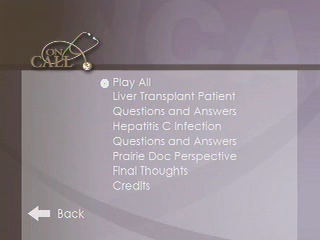 ON
CALL
Play All
Liver Transplant Patient
Questions and Answers
Hepatitis C Infection
Questions and Answers
Prairie Doc Perspective
Final Thoughts
Credits
Back